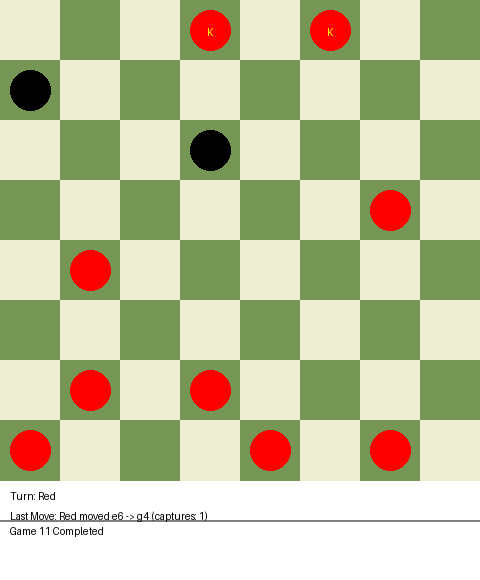 K K
Turn: Red
Last Move: Red moved e6 -> g4 (captures: 1)
Game 11 Completed